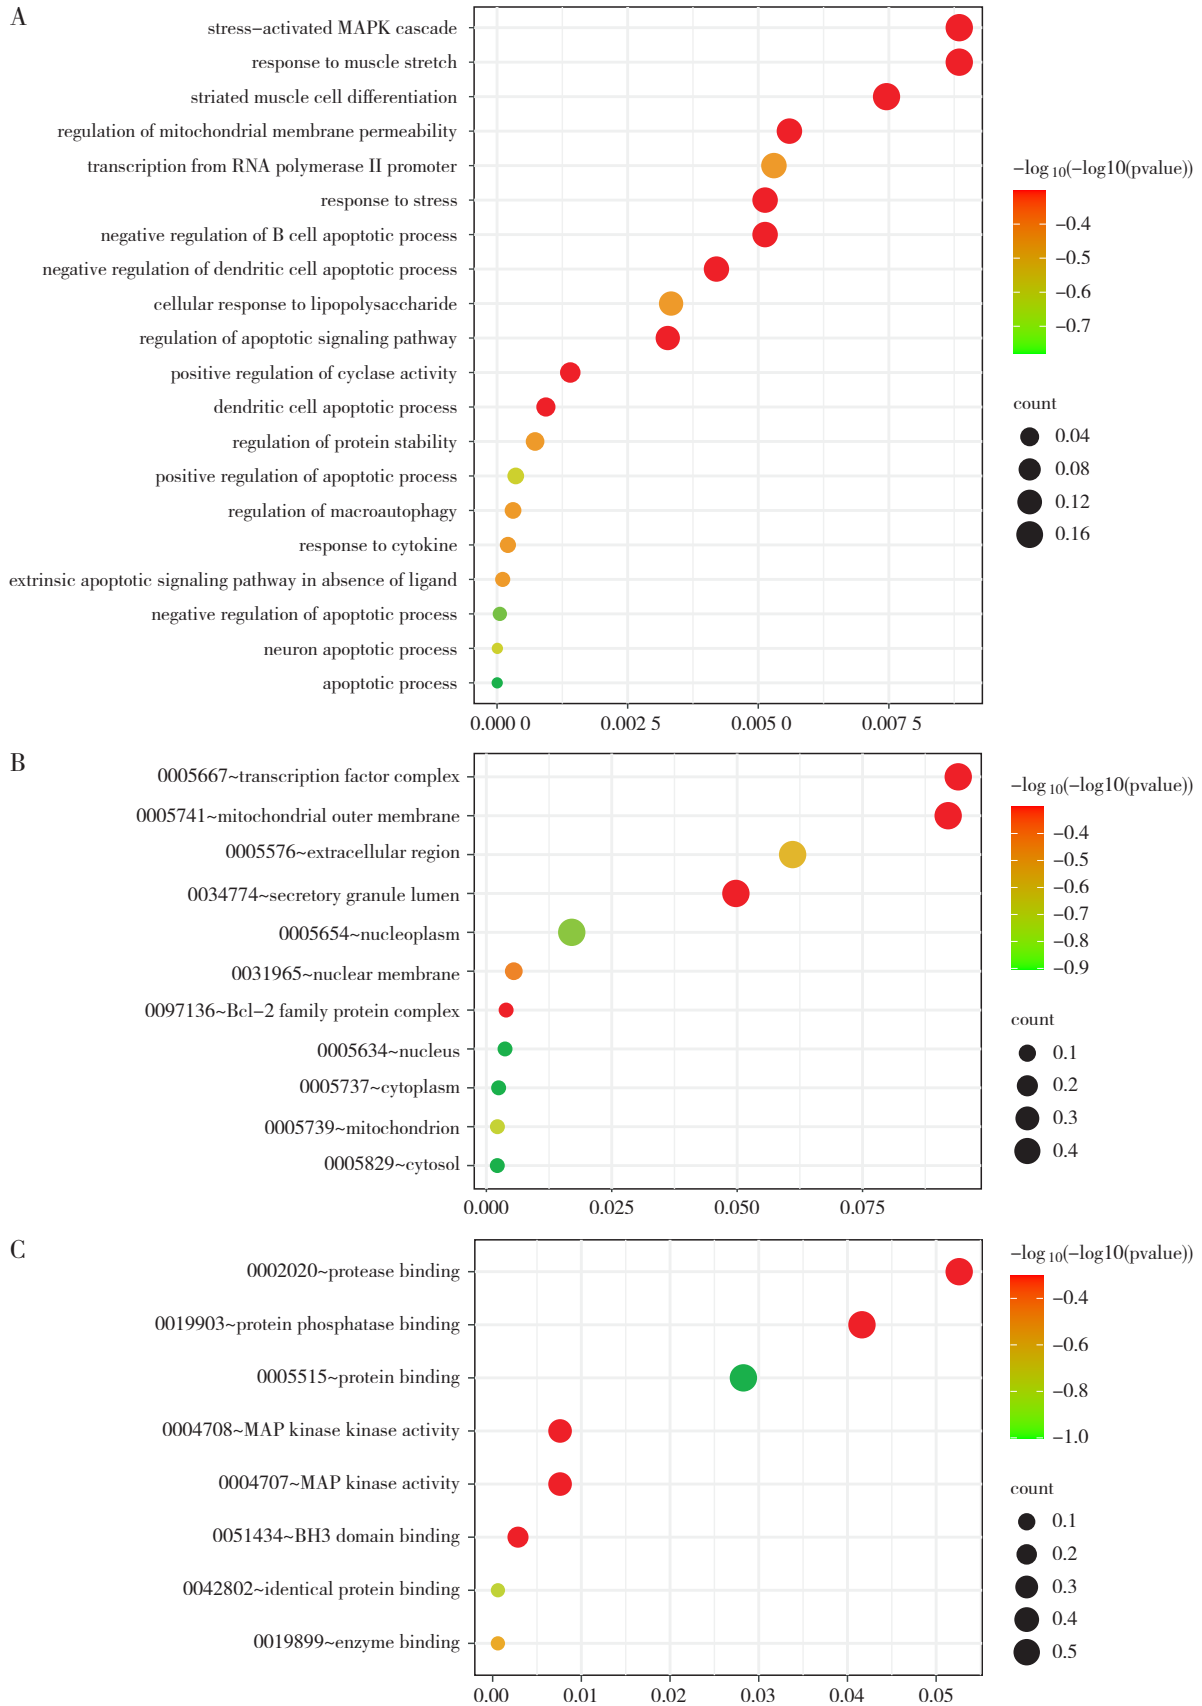 A
stress-activated MAPK cascade
response to muscle stretch
striated muscle cell differentiation
regulation of mitochondrial membrane permeability
transcription from RNA polymerase II promoter
response to stress
negative regulation of B cell apoptotic process
negative regulation of dendritic cell apoptotic process
cellular response to lipopolysaccharide
regulation of apoptotic signaling pathway
positive regulation of cyclase activity
dendritic cell apoptotic process
regulation of protein stability
positive regulation of apoptotic process
regulation of macroautophagy
response to cytokine
extrinsic apoptotic signaling pathway in absence of ligand
negative regulation of apoptotic process
neuron apoptotic process
apoptotic process
0.000 0 0.002 5 0.005 0 0.007 5
−log10(−log10(pvalue))
−0.4
−0.5
−0.6
−0.7
count
0.04
0.08
0.12
0.16
B
0005667~transcription factor complex
0005741~mitochondrial outer membrane
0005576~extracellular region
0034774~secretory granule lumen
0005654~nucleoplasm
0031965~nuclear membrane
0097136~Bcl-2 family protein complex
0005634~nucleus
0005737~cytoplasm
0005739~mitochondrion
0005829~cytosol
0.000 0.025 0.050 0.075
−log10(−log10(pvalue))
−0.4
−0.5
−0.6
−0.7
−0.8
−0.9
count
0.1
0.2
0.3
0.4
C
0002020~protease binding
0019903~protein phosphatase binding
0005515~protein binding
0004708~MAP kinase kinase activity
0004707~MAP kinase activity
0051434~BH3 domain binding
0042802~identical protein binding
0019899~enzyme binding
0.00 0.01 0.02 0.03 0.04 0.05
−log10(−log10(pvalue))
−0.4
−0.6
−0.8
−1.0
count
0.1
0.2
0.3
0.4
0.5